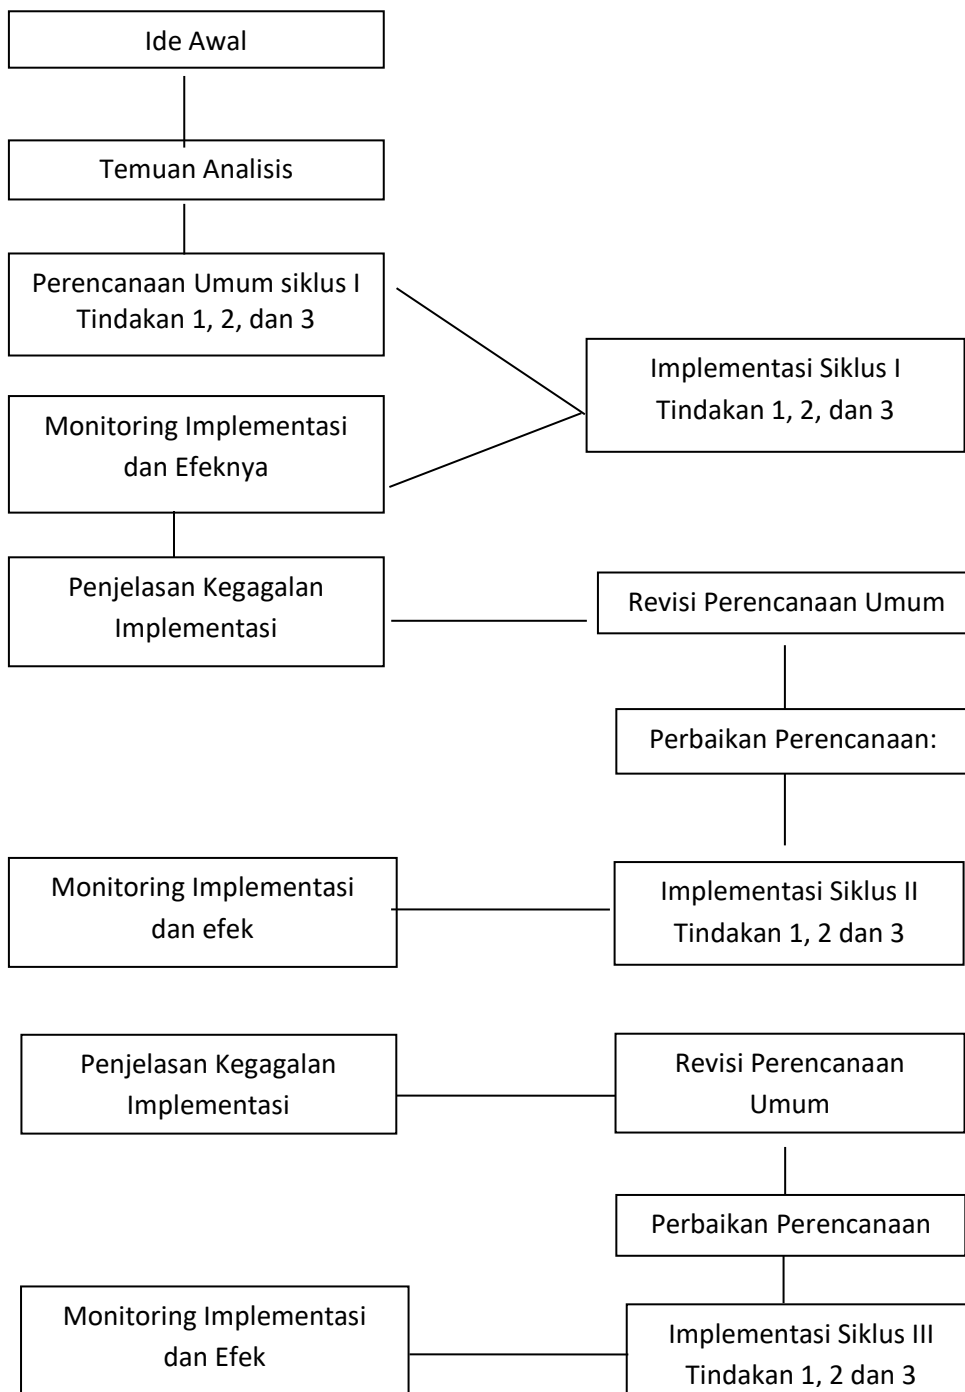 Ide Awal
Temuan Analisis
Perencanaan Umum siklus I
Tindakan 1, 2, dan 3
Implementasi Siklus I
Tindakan 1, 2, dan 3
Monitoring Implementasi
dan Efeknya
Penjelasan Kegagalan
Implementasi
Revisi Perencanaan Umum
Perbaikan Perencanaan:
Implementasi Siklus II
Tindakan 1, 2 dan 3
Monitoring Implementasi
dan efek
Penjelasan Kegagalan
Implementasi
Revisi Perencanaan
Umum
Perbaikan Perencanaan
Implementasi Siklus III
Tindakan 1, 2 dan 3
Monitoring Implementasi
dan Efek